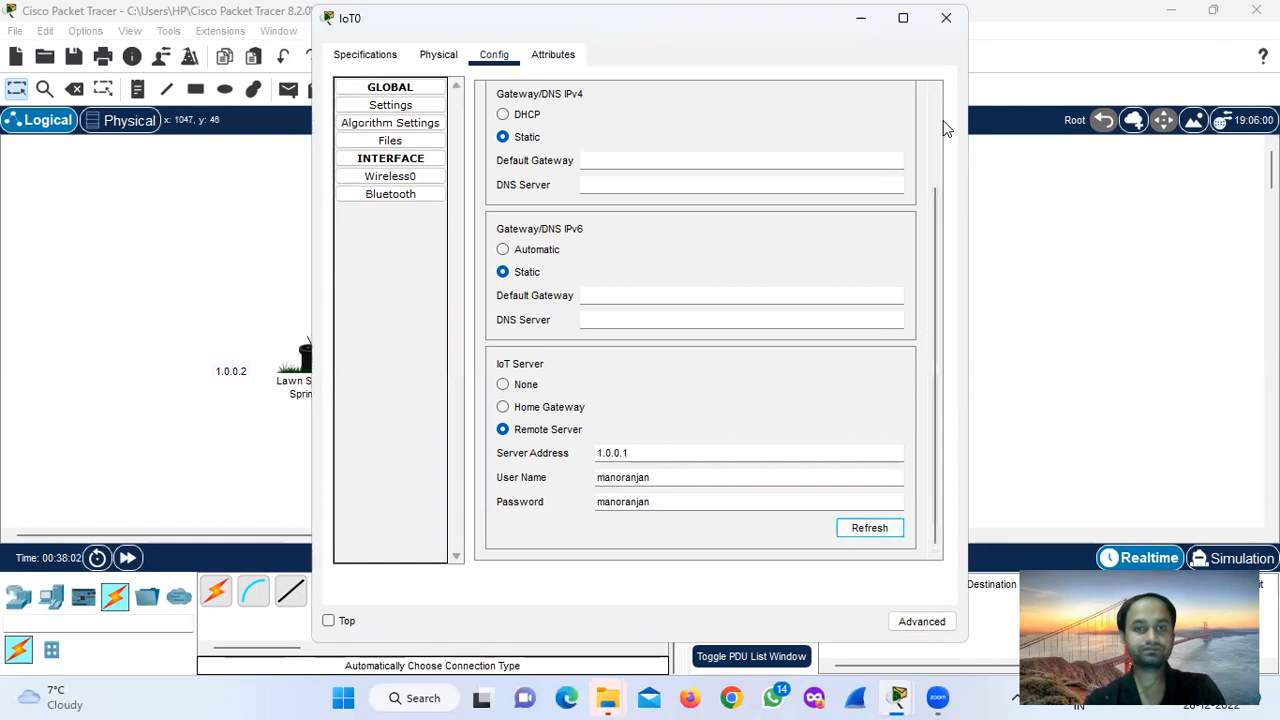 Cisco Packet Tracer 8.2.0
C:\Users\HP\
IoT0
File Edit Options View Tools Extensions Window
Specifications Physical Config Attributes
Logical Physical x: 1047, y: 46
Root 19:06:00
GLOBAL
Settings
Algorithm Settings
Files
INTERFACE
Wireless0
Bluetooth
Gateway/DNS IPv4
DHCP
Static
Default Gateway
DNS Server
Gateway/DNS IPv6
Automatic
Static
Default Gateway
DNS Server
IoT Server
None
Home Gateway
Remote Server
Server Address 1.0.0.1
User Name manoranjan
Password manoranjan
Refresh
1.0.0.2
Lawn S
Sprin
Top Advanced
Time: 00:38:02
Realtime Simulation
Destination
Toggle PDU List Window
Automatically Choose Connection Type
7°C
Cloudy
Search
14
IN
28-12-2022